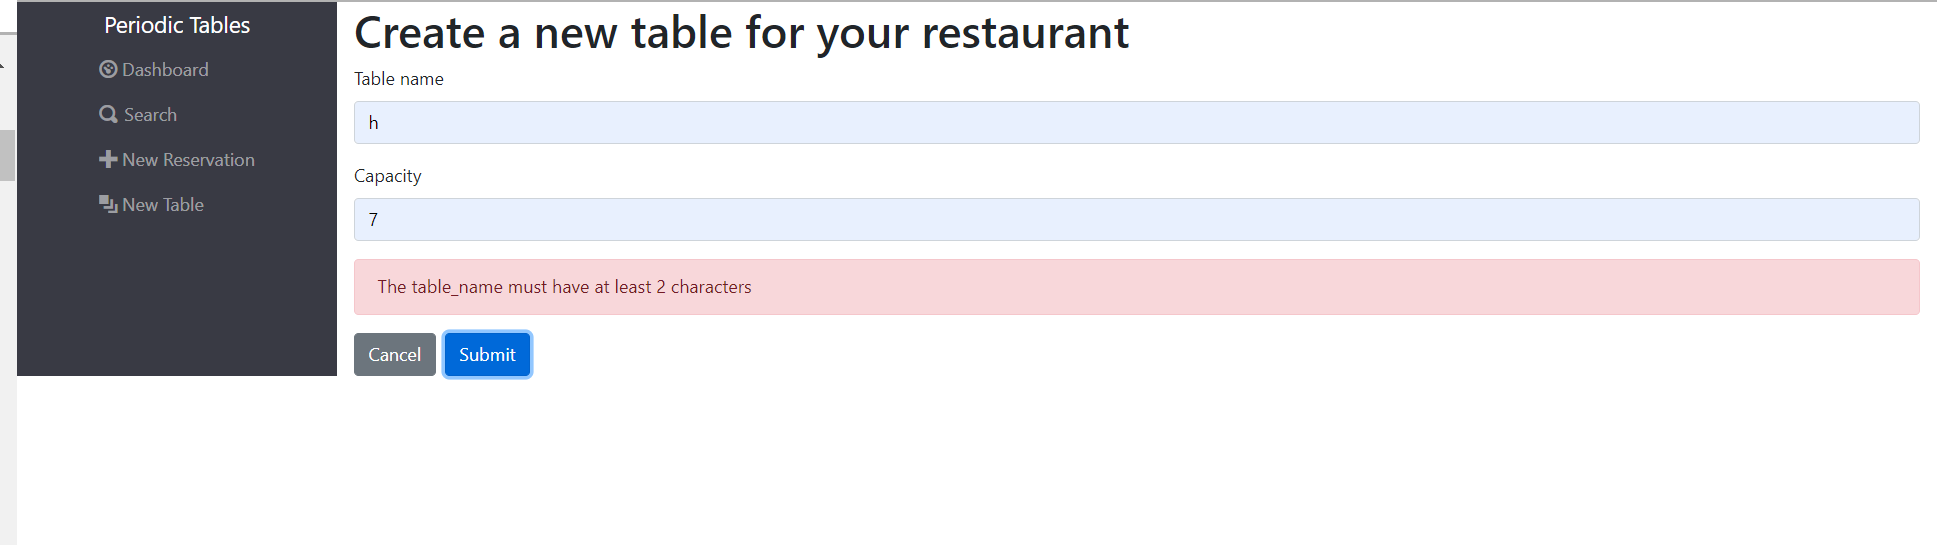 Periodic Tables
Dashboard
Search
New Reservation
New Table
Create a new table for your restaurant
Table name
h
Capacity
7
The table_name must have at least 2 characters
Cancel Submit